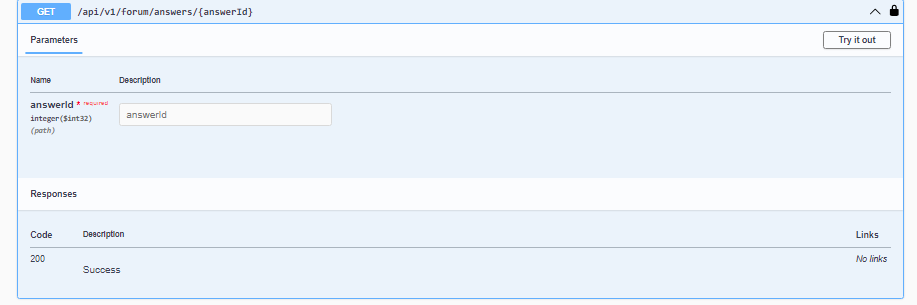 GET /api/v1/forum/answers/{answerId}
Parameters Try it out
Name Description
answerId * required
integer($int32)
(path)
answerId
Responses
Code Description Links
200 Success No links